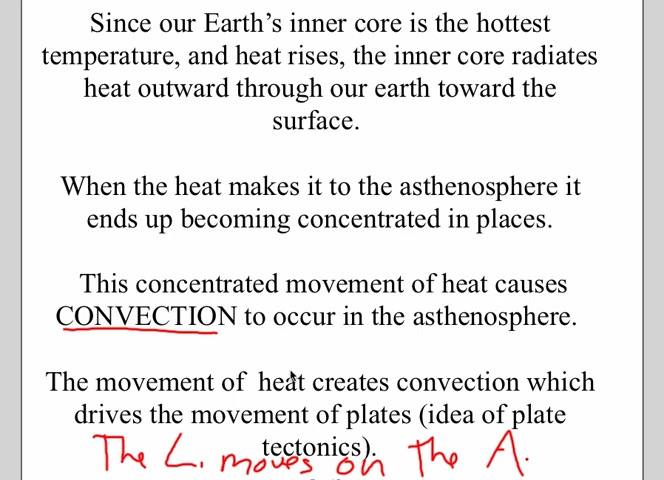 Since our Earth’s inner core is the hottest
temperature, and heat rises, the inner core radiates
heat outward through our earth toward the
surface.
When the heat makes it to the asthenosphere it
ends up becoming concentrated in places.
This concentrated movement of heat causes
CONVECTION to occur in the asthenosphere.
The movement of heat creates convection which
drives the movement of plates (idea of plate
tectonics).
The L. moves on the A.